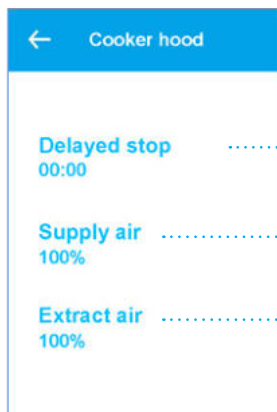 Cooker hood
Delayed stop
00:00
Supply air
100%
Extract air
100%